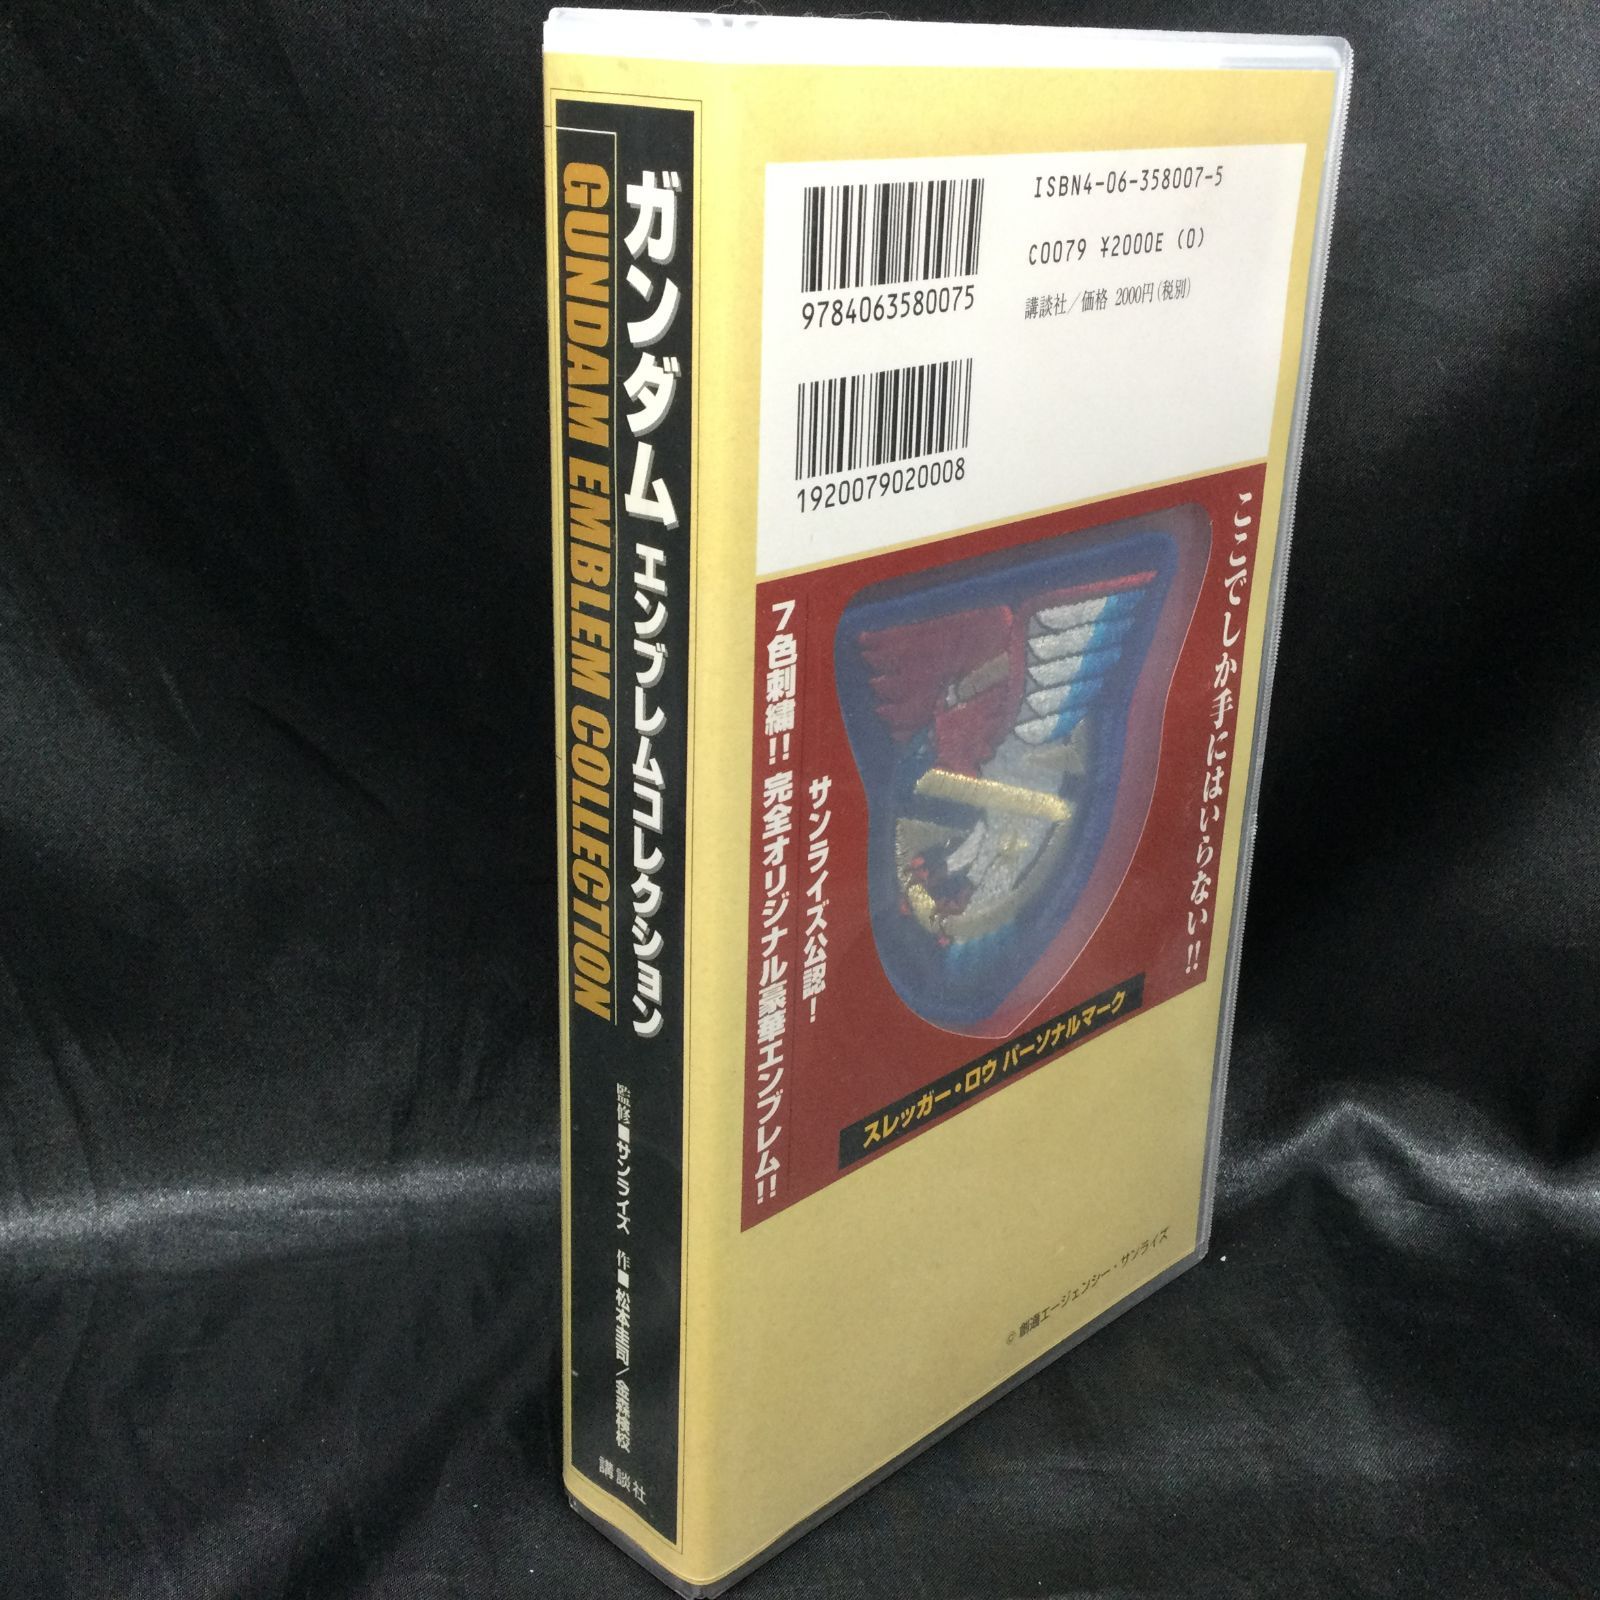 ガンダム エンブレムコレクション
GUNDAM EMBLEM COLLECTION
監修■サンライズ 作■松本圭司/金森検校
講談社
ISBN4-06-358007-5
C0079 ¥2000E (0)
講談社/価格 2000円(税別)
9784063580075
1920079020008
ここでしか手にはいらない!!
サンライズ公認!
7色刺繡!! 完全オリジナル豪華エンブレム!!
スレッガー・ロウ パーソナルマーク
© 創通エージェンシー・サンライズ